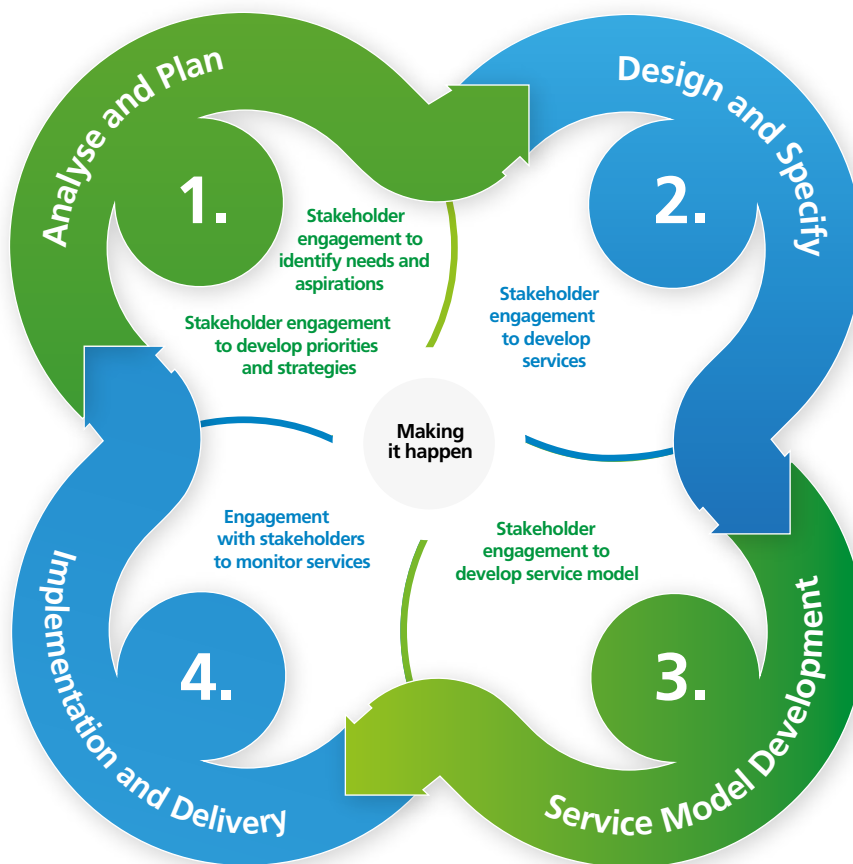 Analyse and Plan
1.
Stakeholder
engagement to
identify needs and
aspirations
Stakeholder engagement
to develop priorities
and strategies
Design and Specify
2.
Stakeholder
engagement
to develop
services
Making
it happen
Service Model Development
3.
Stakeholder
engagement to
develop service model
Implementation and Delivery
4.
Engagement
with stakeholders
to monitor services